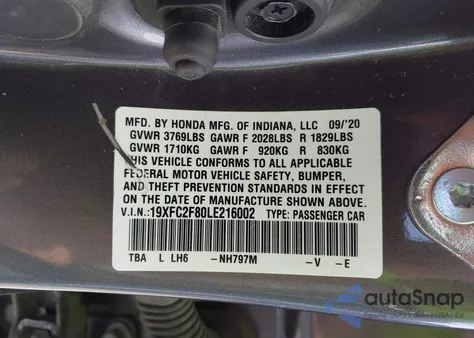 MFD. BY HONDA MFG. OF INDIANA, LLC 09/'20
GVWR 3769LBS GAWR F 2028LBS R 1829LBS
GVWR 1710KG GAWR F 920KG R 830KG
THIS VEHICLE CONFORMS TO ALL APPLICABLE
FEDERAL MOTOR VEHICLE SAFETY, BUMPER,
AND THEFT PREVENTION STANDARDS IN EFFECT
ON THE DATE OF MANUFACTURE SHOWN ABOVE.
V.I.N.:19XFC2F80LE216002 TYPE: PASSENGER CAR
TBA L LH6 -NH797M -V -E
autoSnap